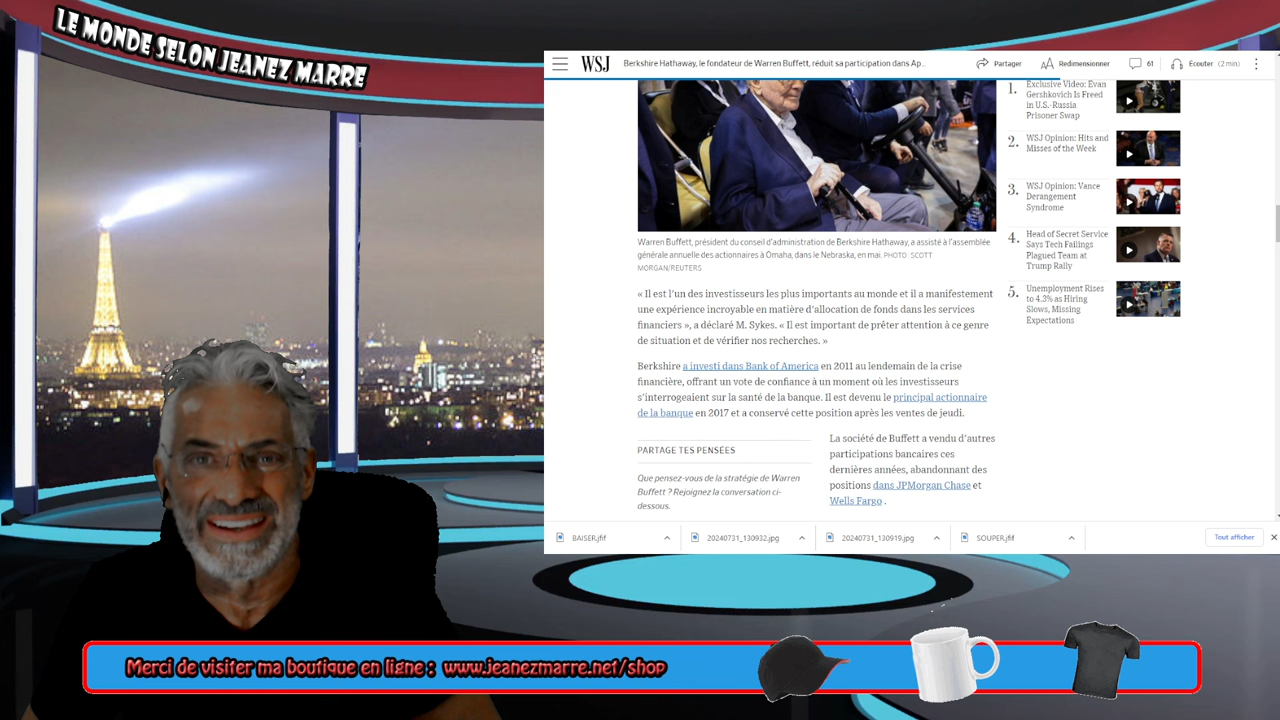 LE MONDE SELON JEANEZ MARRE
WSJ
Berkshire Hathaway, le fondateur de Warren Buffett, réduit sa participation dans Ap...
Partager
Redimensionner
61
Écouter (2 min)
1. Exclusive Video: Evan
Gershkovich Is Freed
in U.S.-Russia
Prisoner Swap
2. WSJ Opinion: Hits and
Misses of the Week
3. WSJ Opinion: Vance
Derangement
Syndrome
4. Head of Secret Service
Says Tech Failings
Plagued Team at
Trump Rally
5. Unemployment Rises
to 4.3% as Hiring
Slows, Missing
Expectations
Warren Buffett, président du conseil d'administration de Berkshire Hathaway, a assisté à l'assemblée
générale annuelle des actionnaires à Omaha, dans le Nebraska, en mai. PHOTO SCOTT
MORGAN/REUTERS
« Il est l'un des investisseurs les plus importants au monde et il a manifestement
une expérience incroyable en matière d'allocation de fonds dans les services
financiers », a déclaré M. Sykes. « Il est important de prêter attention à ce genre
de situation et de vérifier nos recherches. »
Berkshire a investi dans Bank of America en 2011 au lendemain de la crise
financière, offrant un vote de confiance à un moment où les investisseurs
s'interrogeaient sur la santé de la banque. Il est devenu le principal actionnaire
de la banque en 2017 et a conservé cette position après les ventes de jeudi.
PARTAGE TES PENSÉES
Que pensez-vous de la stratégie de Warren
Buffett ? Rejoignez la conversation ci-
dessous.
La société de Buffett a vendu d'autres
participations bancaires ces
dernières années, abandonnant des
positions dans JPMorgan Chase et
Wells Fargo .
BAISER.jfif
20240731_130932.jpg
20240731_130919.jpg
SOUPER.jfif
Tout afficher
Merci de visiter ma boutique en ligne : www.jeanezmarre.net/shop